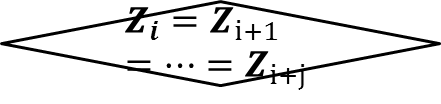 Z_i = Z_{i+1}
= ⋯ = Z_{i+j}